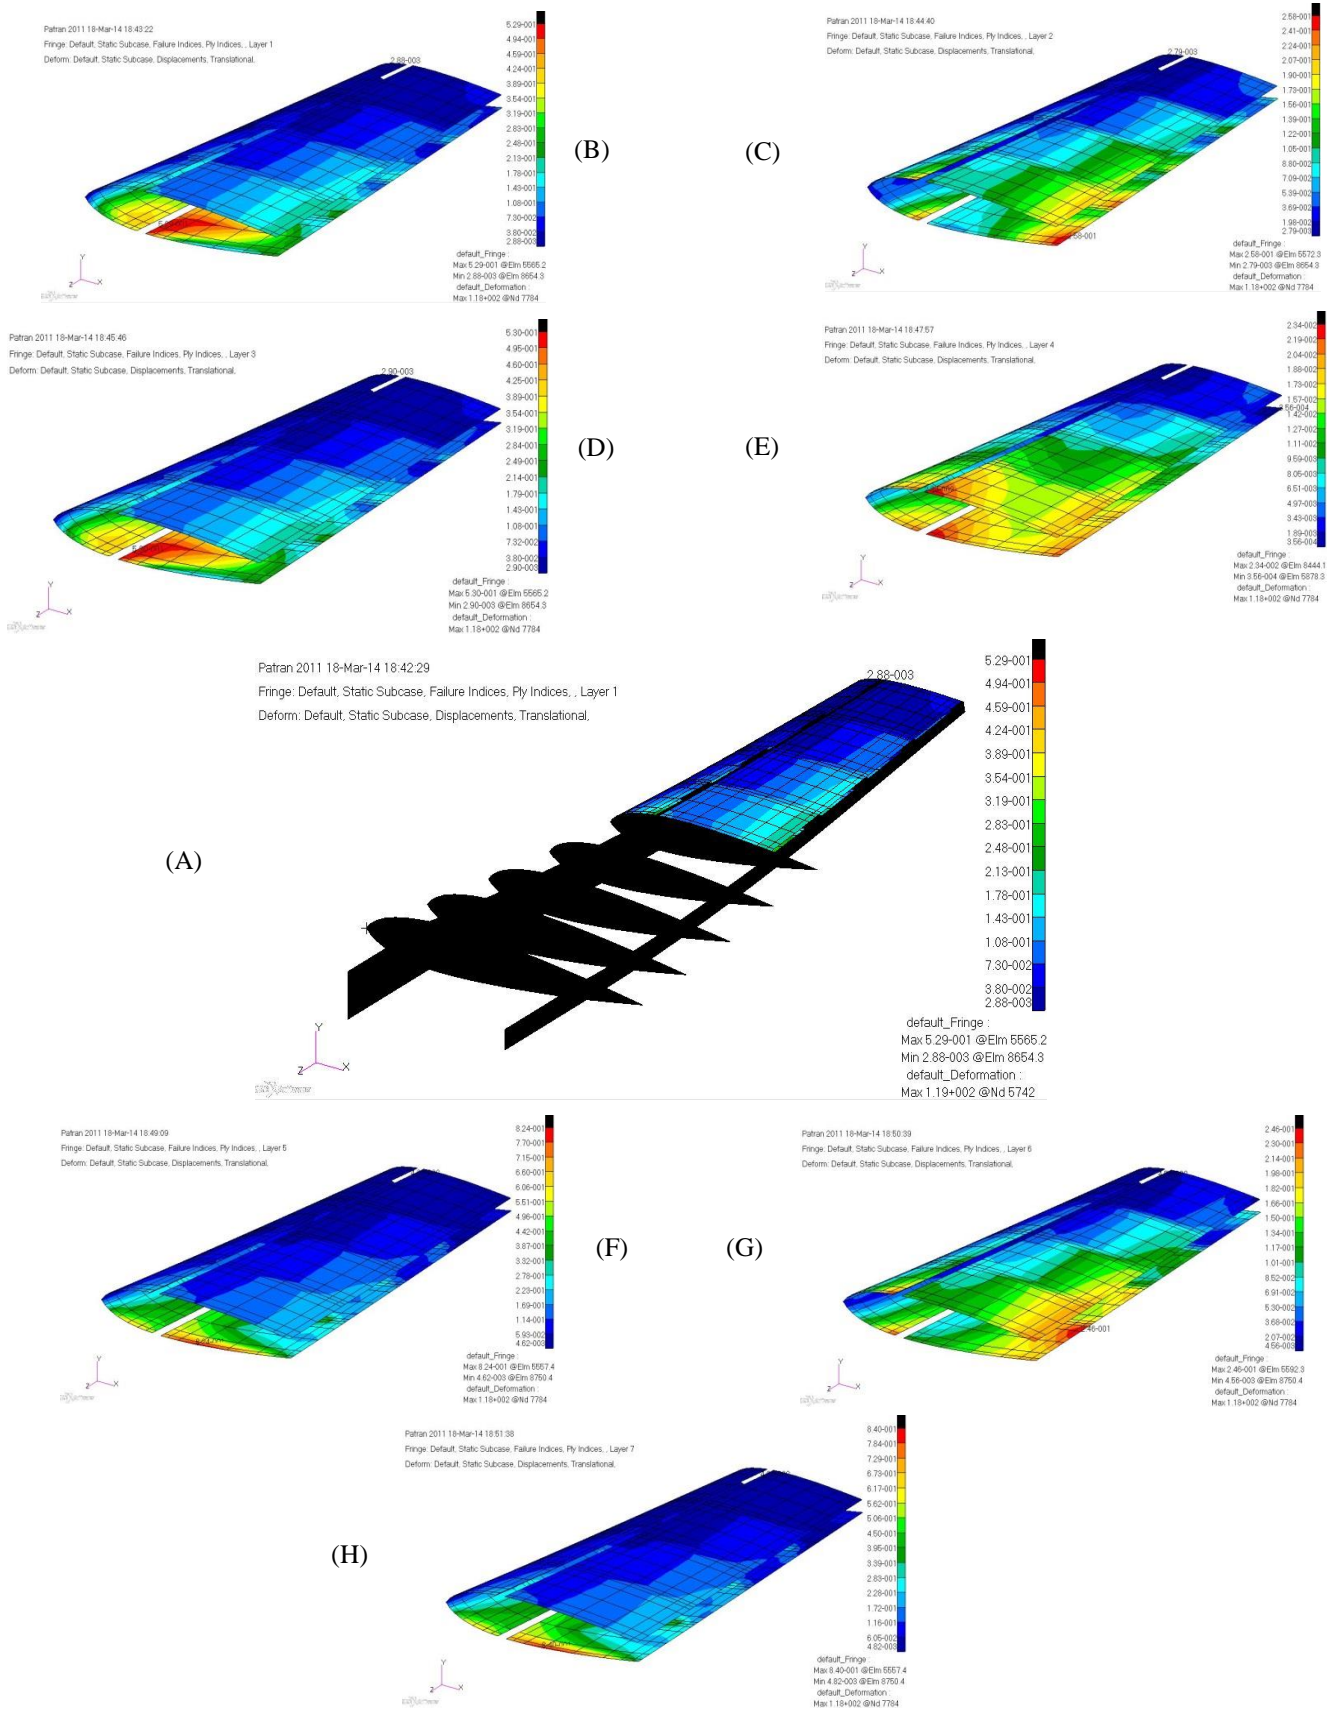 Patran 2011 18-Mar-14 18:43:22
Fringe: Default, Static Subcase, Failure Indices, Ply Indices, , Layer 1
Deform: Default, Static Subcase, Displacements, Translational,
2.88-003
5.29-001
4.94-001
4.59-001
4.24-001
3.89-001
3.54-001
3.19-001
2.83-001
2.48-001
2.13-001
1.78-001
1.43-001
1.08-001
7.30-002
3.80-002
2.88-003
default_Fringe :
Max 5.29-001 @Elm 5565.2
Min 2.88-003 @Elm 8654.3
default_Deformation :
Max 1.18+002 @Nd 7784
Y
Z X
(B)
(C)
Patran 2011 18-Mar-14 18:44:40
Fringe: Default, Static Subcase, Failure Indices, Ply Indices, , Layer 2
Deform: Default, Static Subcase, Displacements, Translational,
2.79-003
2.58-001
2.41-001
2.24-001
2.07-001
1.90-001
1.73-001
1.56-001
1.39-001
1.22-001
1.05-001
8.80-002
7.09-002
5.39-002
3.69-002
1.98-002
2.79-003
2.58-001
default_Fringe :
Max 2.58-001 @Elm 5572.3
Min 2.79-003 @Elm 8654.3
default_Deformation :
Max 1.18+002 @Nd 7784
Y
Z X
Patran 2011 18-Mar-14 18:45:46
Fringe: Default, Static Subcase, Failure Indices, Ply Indices, , Layer 3
Deform: Default, Static Subcase, Displacements, Translational,
2.90-003
5.30-001
4.95-001
4.60-001
4.25-001
3.89-001
3.54-001
3.19-001
2.84-001
2.49-001
2.14-001
1.79-001
1.43-001
1.08-001
7.32-002
3.80-002
2.90-003
default_Fringe :
Max 5.30-001 @Elm 5565.2
Min 2.90-003 @Elm 8654.3
default_Deformation :
Max 1.18+002 @Nd 7784
Y
Z X
(D)
(E)
Patran 2011 18-Mar-14 18:47:57
Fringe: Default, Static Subcase, Failure Indices, Ply Indices, , Layer 4
Deform: Default, Static Subcase, Displacements, Translational,
2.34-002
2.19-002
2.04-002
1.88-002
1.73-002
1.57-002
3.56-004
1.42-002
1.27-002
1.11-002
9.59-003
8.05-003
6.51-003
4.97-003
3.43-003
1.89-003
3.56-004
default_Fringe :
Max 2.34-002 @Elm 8444.1
Min 3.56-004 @Elm 5878.3
default_Deformation :
Max 1.18+002 @Nd 7784
Y
Z X
Patran 2011 18-Mar-14 18:42:29
Fringe: Default, Static Subcase, Failure Indices, Ply Indices, , Layer 1
Deform: Default, Static Subcase, Displacements, Translational,
2.88-003
5.29-001
4.94-001
4.59-001
4.24-001
3.89-001
3.54-001
3.19-001
2.83-001
2.48-001
2.13-001
1.78-001
1.43-001
1.08-001
7.30-002
3.80-002
2.88-003
(A)
default_Fringe :
Max 5.29-001 @Elm 5565.2
Min 2.88-003 @Elm 8654.3
default_Deformation :
Max 1.19+002 @Nd 5742
Y
Z X
Patran 2011 18-Mar-14 18:49:09
Fringe: Default, Static Subcase, Failure Indices, Ply Indices, , Layer 5
Deform: Default, Static Subcase, Displacements, Translational,
8.24-001
7.70-001
7.15-001
6.60-001
6.06-001
5.51-001
4.96-001
4.42-001
3.87-001
3.32-001
2.78-001
2.23-001
1.69-001
1.14-001
5.93-002
4.62-003
default_Fringe :
Max 8.24-001 @Elm 5557.4
Min 4.62-003 @Elm 8750.4
default_Deformation :
Max 1.18+002 @Nd 7784
Y
Z X
(F)
(G)
Patran 2011 18-Mar-14 18:50:39
Fringe: Default, Static Subcase, Failure Indices, Ply Indices, , Layer 6
Deform: Default, Static Subcase, Displacements, Translational,
2.46-001
2.30-001
2.14-001
1.98-001
1.82-001
1.66-001
1.50-001
1.34-001
1.17-001
1.01-001
8.52-002
6.91-002
5.30-002
3.68-002
2.07-002
4.56-003
2.46-001
default_Fringe :
Max 2.46-001 @Elm 5592.3
Min 4.56-003 @Elm 8750.4
default_Deformation :
Max 1.18+002 @Nd 7784
Y
Z X
Patran 2011 18-Mar-14 18:51:38
Fringe: Default, Static Subcase, Failure Indices, Ply Indices, , Layer 7
Deform: Default, Static Subcase, Displacements, Translational,
8.40-001
7.84-001
7.29-001
6.73-001
6.17-001
5.62-001
5.06-001
4.50-001
3.95-001
3.39-001
2.83-001
2.28-001
1.72-001
1.16-001
6.05-002
4.82-003
(H)
default_Fringe :
Max 8.40-001 @Elm 5557.4
Min 4.82-003 @Elm 8750.4
default_Deformation :
Max 1.18+002 @Nd 7784
Y
Z X